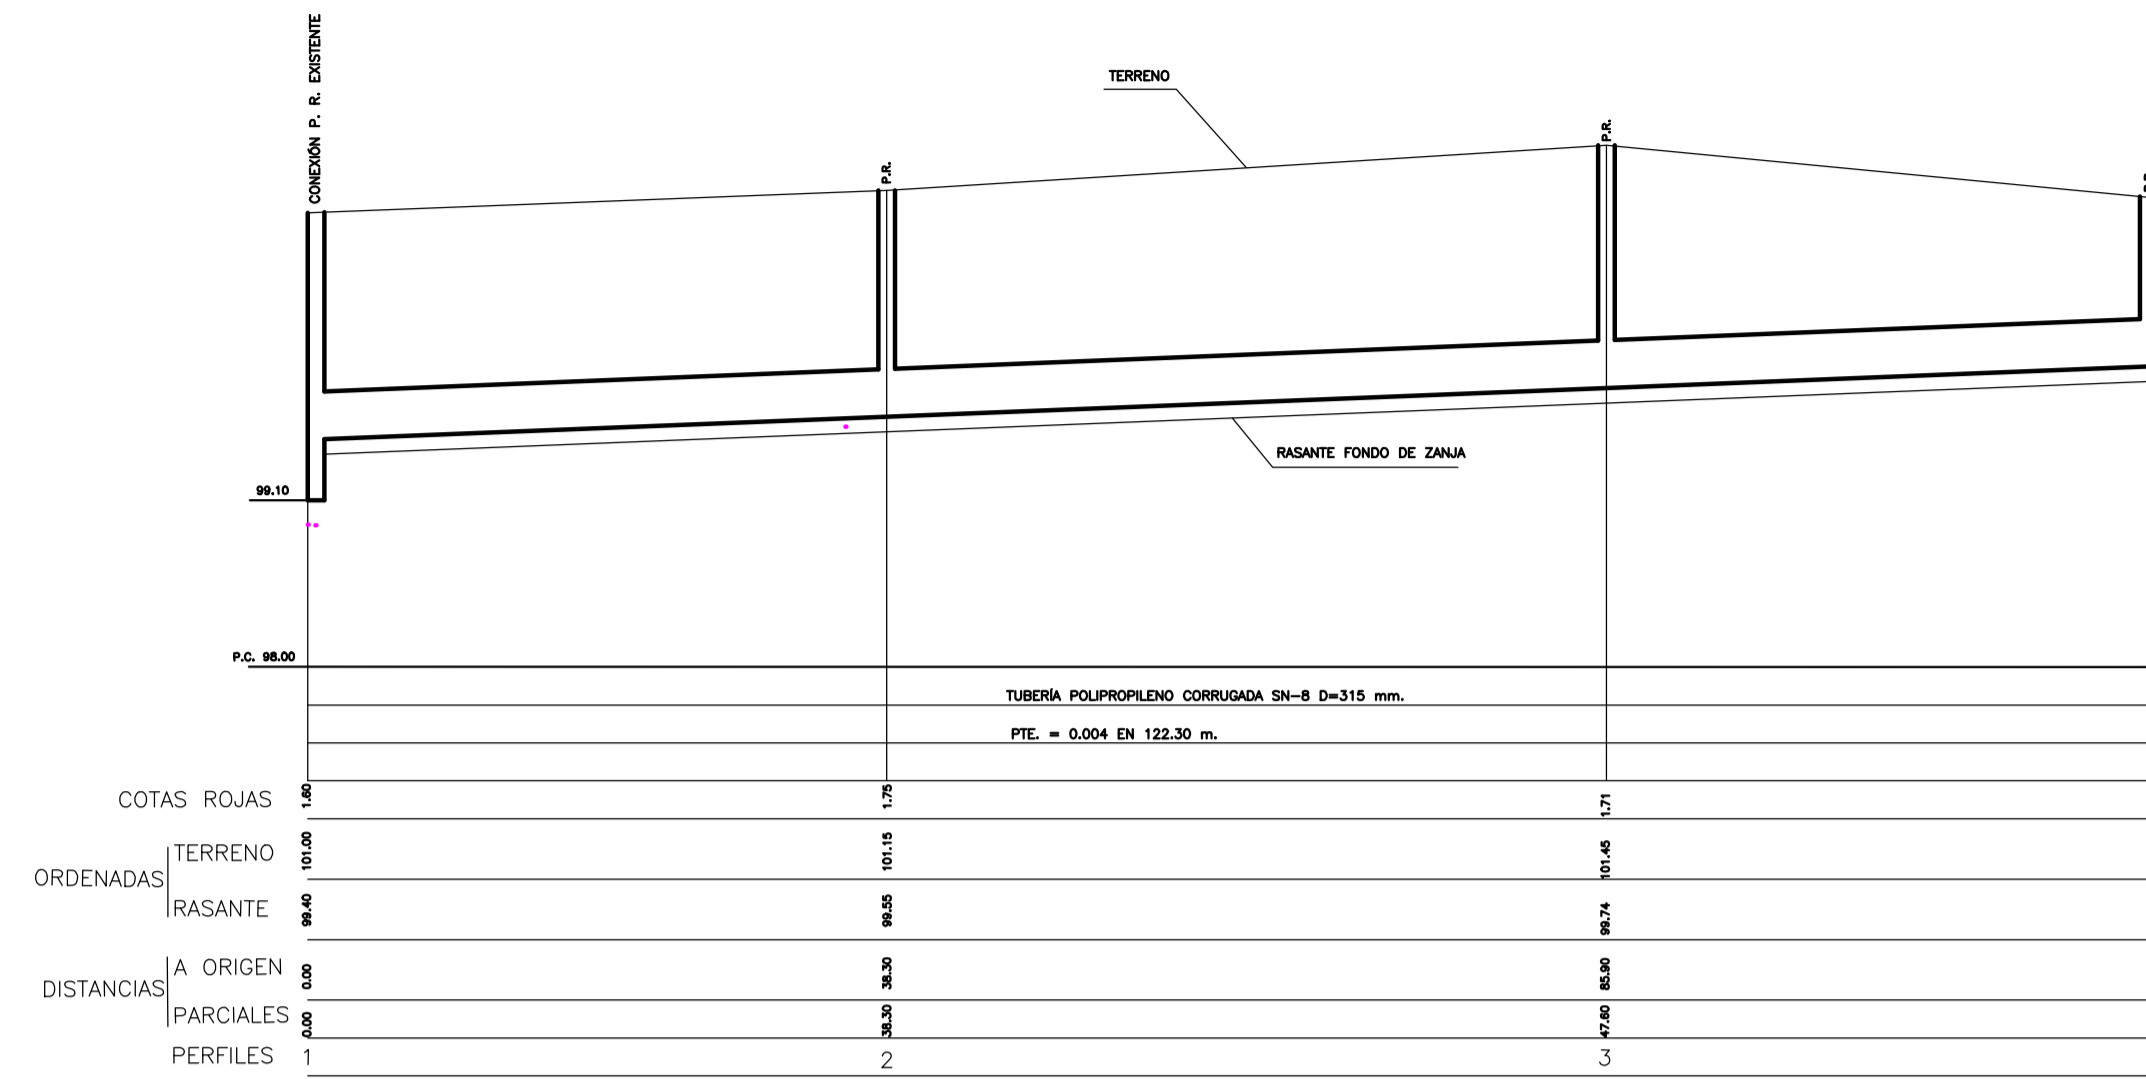 CONEXIÓN P. R. EXISTENTE
TERRENO
P.R.
P.R.
RASANTE FONDO DE ZANJA
99.10
P.C. 98.00
TUBERÍA POLIPROPILENO CORRUGADA SN-8 D=315 mm.
PTE. = 0.004 EN 122.30 m.
COTAS ROJAS 1.60 1.75 1.71
ORDENADAS
TERRENO 101.00 101.15 101.45
RASANTE 99.40 99.55 99.74
DISTANCIAS
A ORIGEN 0.00 38.30 85.90
PARCIALES 0.00 38.30 47.60
PERFILES 1 2 3